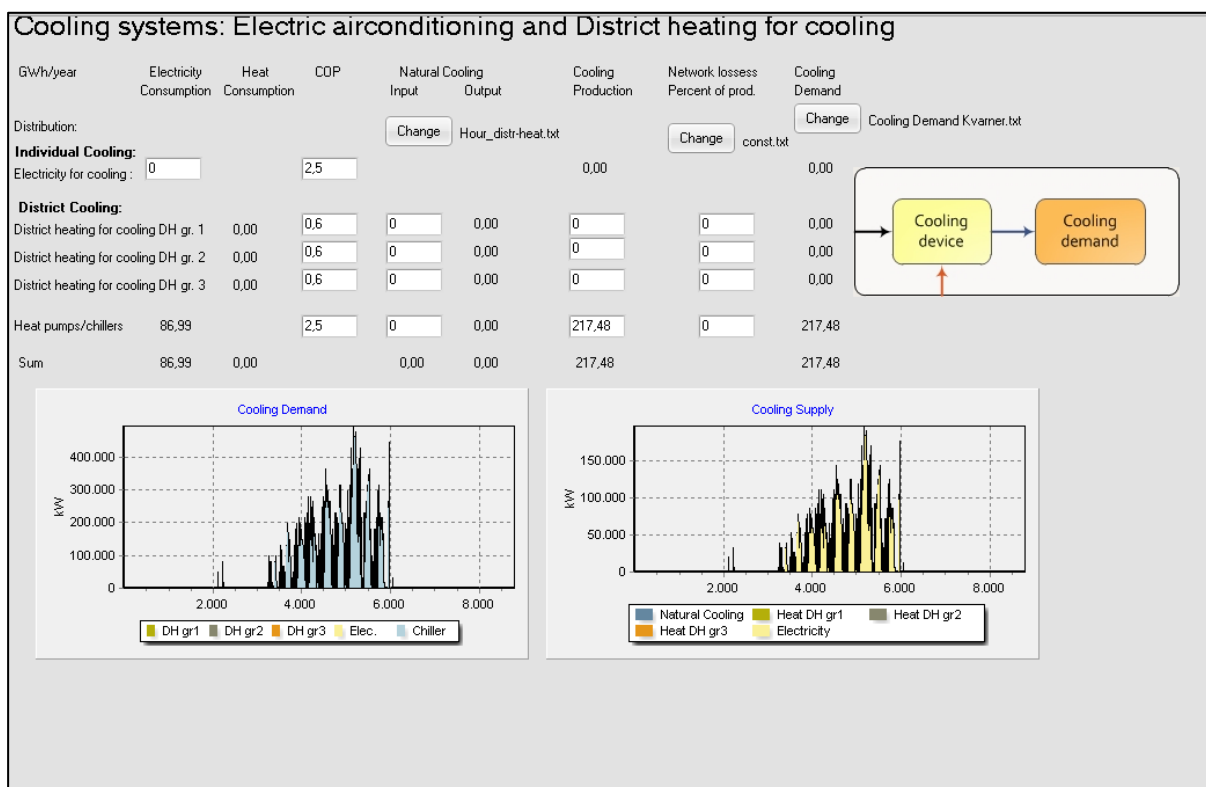 Cooling systems: Electric airconditioning and District heating for cooling
GWh/year Electricity Heat COP Natural Cooling Cooling Network lossess Cooling
Consumption Consumption Input Output Production Percent of prod. Demand
Distribution: Change Hour_distr-heat.txt Change const.txt Change Cooling Demand Kvarner.txt
Individual Cooling:
Electricity for cooling : 0 2,5 0,00 0,00
District Cooling:
District heating for cooling DH gr. 1 0,00 0,6 0 0,00 0 0 0,00
District heating for cooling DH gr. 2 0,00 0,6 0 0,00 0 0 0,00
District heating for cooling DH gr. 3 0,00 0,6 0 0,00 0 0 0,00
Cooling device
Cooling demand
Heat pumps/chillers 86,99 2,5 0 0,00 217,48 0 217,48
Sum 86,99 0,00 0,00 0,00 217,48 217,48
Cooling Demand
kW
400.000
300.000
200.000
100.000
0
2.000 4.000 6.000 8.000
DH gr1 DH gr2 DH gr3 Elec. Chiller
Cooling Supply
kW
150.000
100.000
50.000
0
2.000 4.000 6.000 8.000
Natural Cooling Heat DH gr1 Heat DH gr2
Heat DH gr3 Electricity